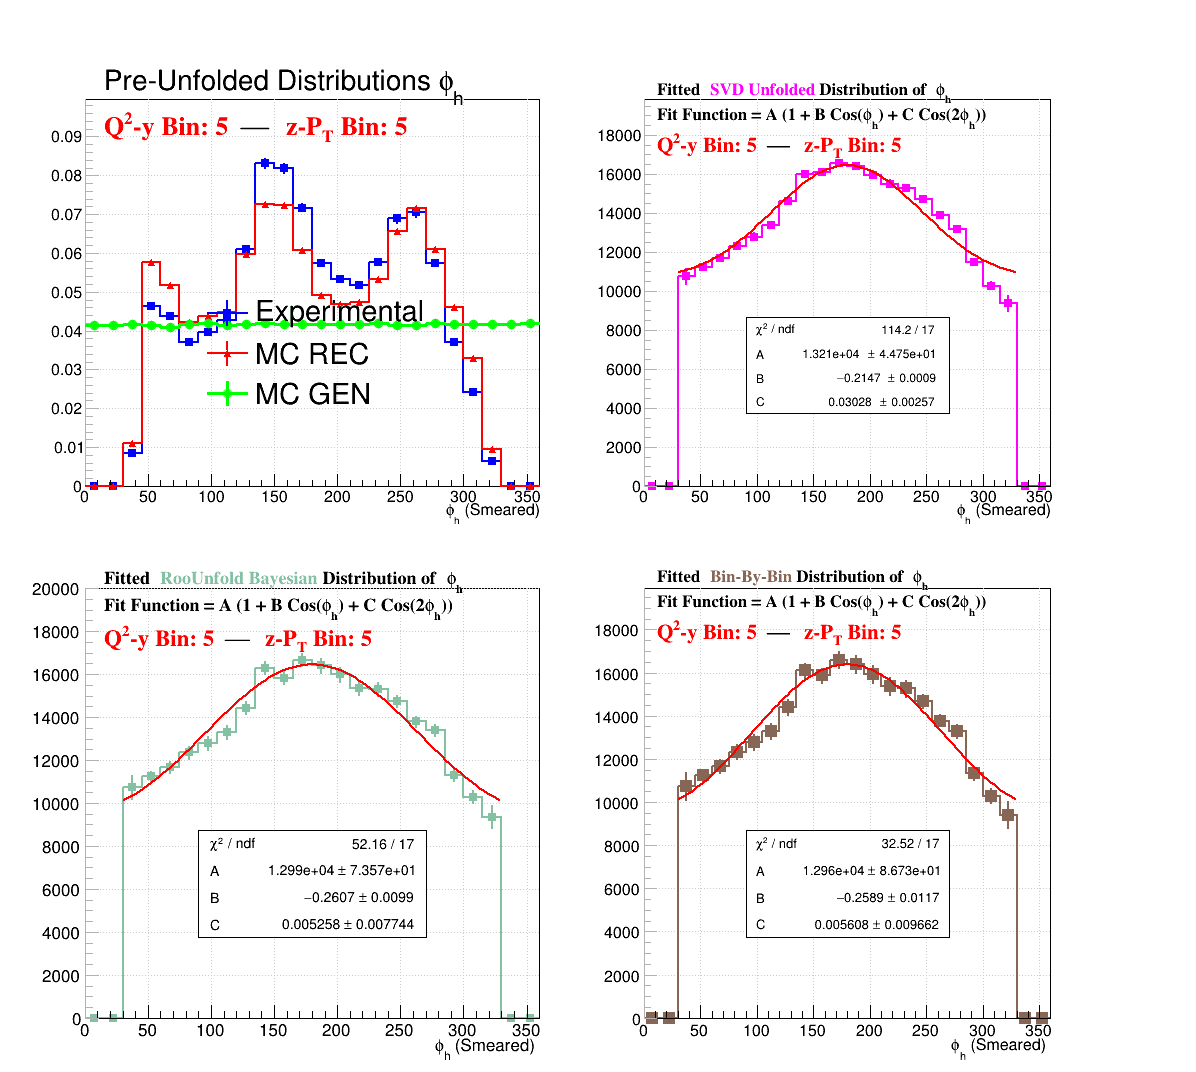 Pre-Unfolded Distributions ϕh
Q²-y Bin: 5 — z-PT Bin: 5
0.09
0.08
0.07
0.06
0.05
0.04
0.03
0.02
0.01
0
Experimental
MC REC
MC GEN
0 50 100 150 200 250 300 350
ϕh (Smeared)
Fitted SVD Unfolded Distribution of ϕh
Fit Function = A (1 + B Cos(ϕh) + C Cos(2ϕh))
Q²-y Bin: 5 — z-PT Bin: 5
18000
16000
14000
12000
10000
8000
6000
4000
2000
0
χ² / ndf 114.2 / 17
A 1.321e+04 ± 4.475e+01
B −0.2147 ± 0.0009
C 0.03028 ± 0.00257
0 50 100 150 200 250 300 350
ϕh (Smeared)
Fitted RooUnfold Bayesian Distribution of ϕh
Fit Function = A (1 + B Cos(ϕh) + C Cos(2ϕh))
Q²-y Bin: 5 — z-PT Bin: 5
20000
18000
16000
14000
12000
10000
8000
6000
4000
2000
0
χ² / ndf 52.16 / 17
A 1.299e+04 ± 7.357e+01
B −0.2607 ± 0.0099
C 0.005258 ± 0.007744
0 50 100 150 200 250 300 350
ϕh (Smeared)
Fitted Bin-By-Bin Distribution of ϕh
Fit Function = A (1 + B Cos(ϕh) + C Cos(2ϕh))
Q²-y Bin: 5 — z-PT Bin: 5
18000
16000
14000
12000
10000
8000
6000
4000
2000
0
χ² / ndf 32.52 / 17
A 1.296e+04 ± 8.673e+01
B −0.2589 ± 0.0117
C 0.005608 ± 0.009662
0 50 100 150 200 250 300 350
ϕh (Smeared)